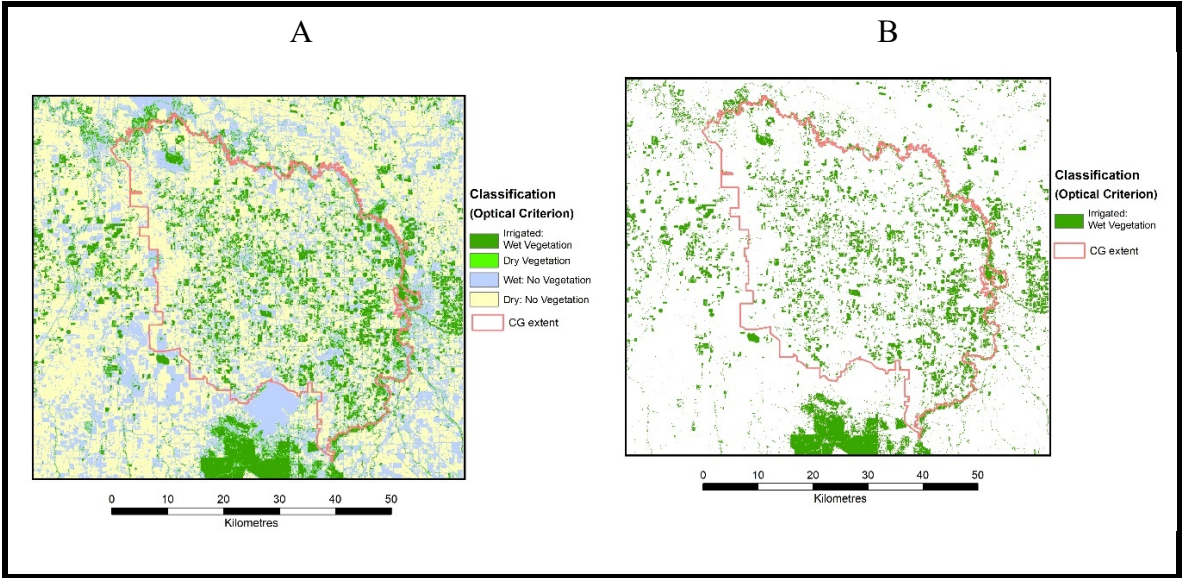 A
B
Classification
(Optical Criterion)
Irrigated:
Wet Vegetation
Dry Vegetation
Wet: No Vegetation
Dry: No Vegetation
CG extent
0 10 20 30 40 50
Kilometres
Classification
(Optical Criterion)
Irrigated:
Wet Vegetation
CG extent
0 10 20 30 40 50
Kilometres